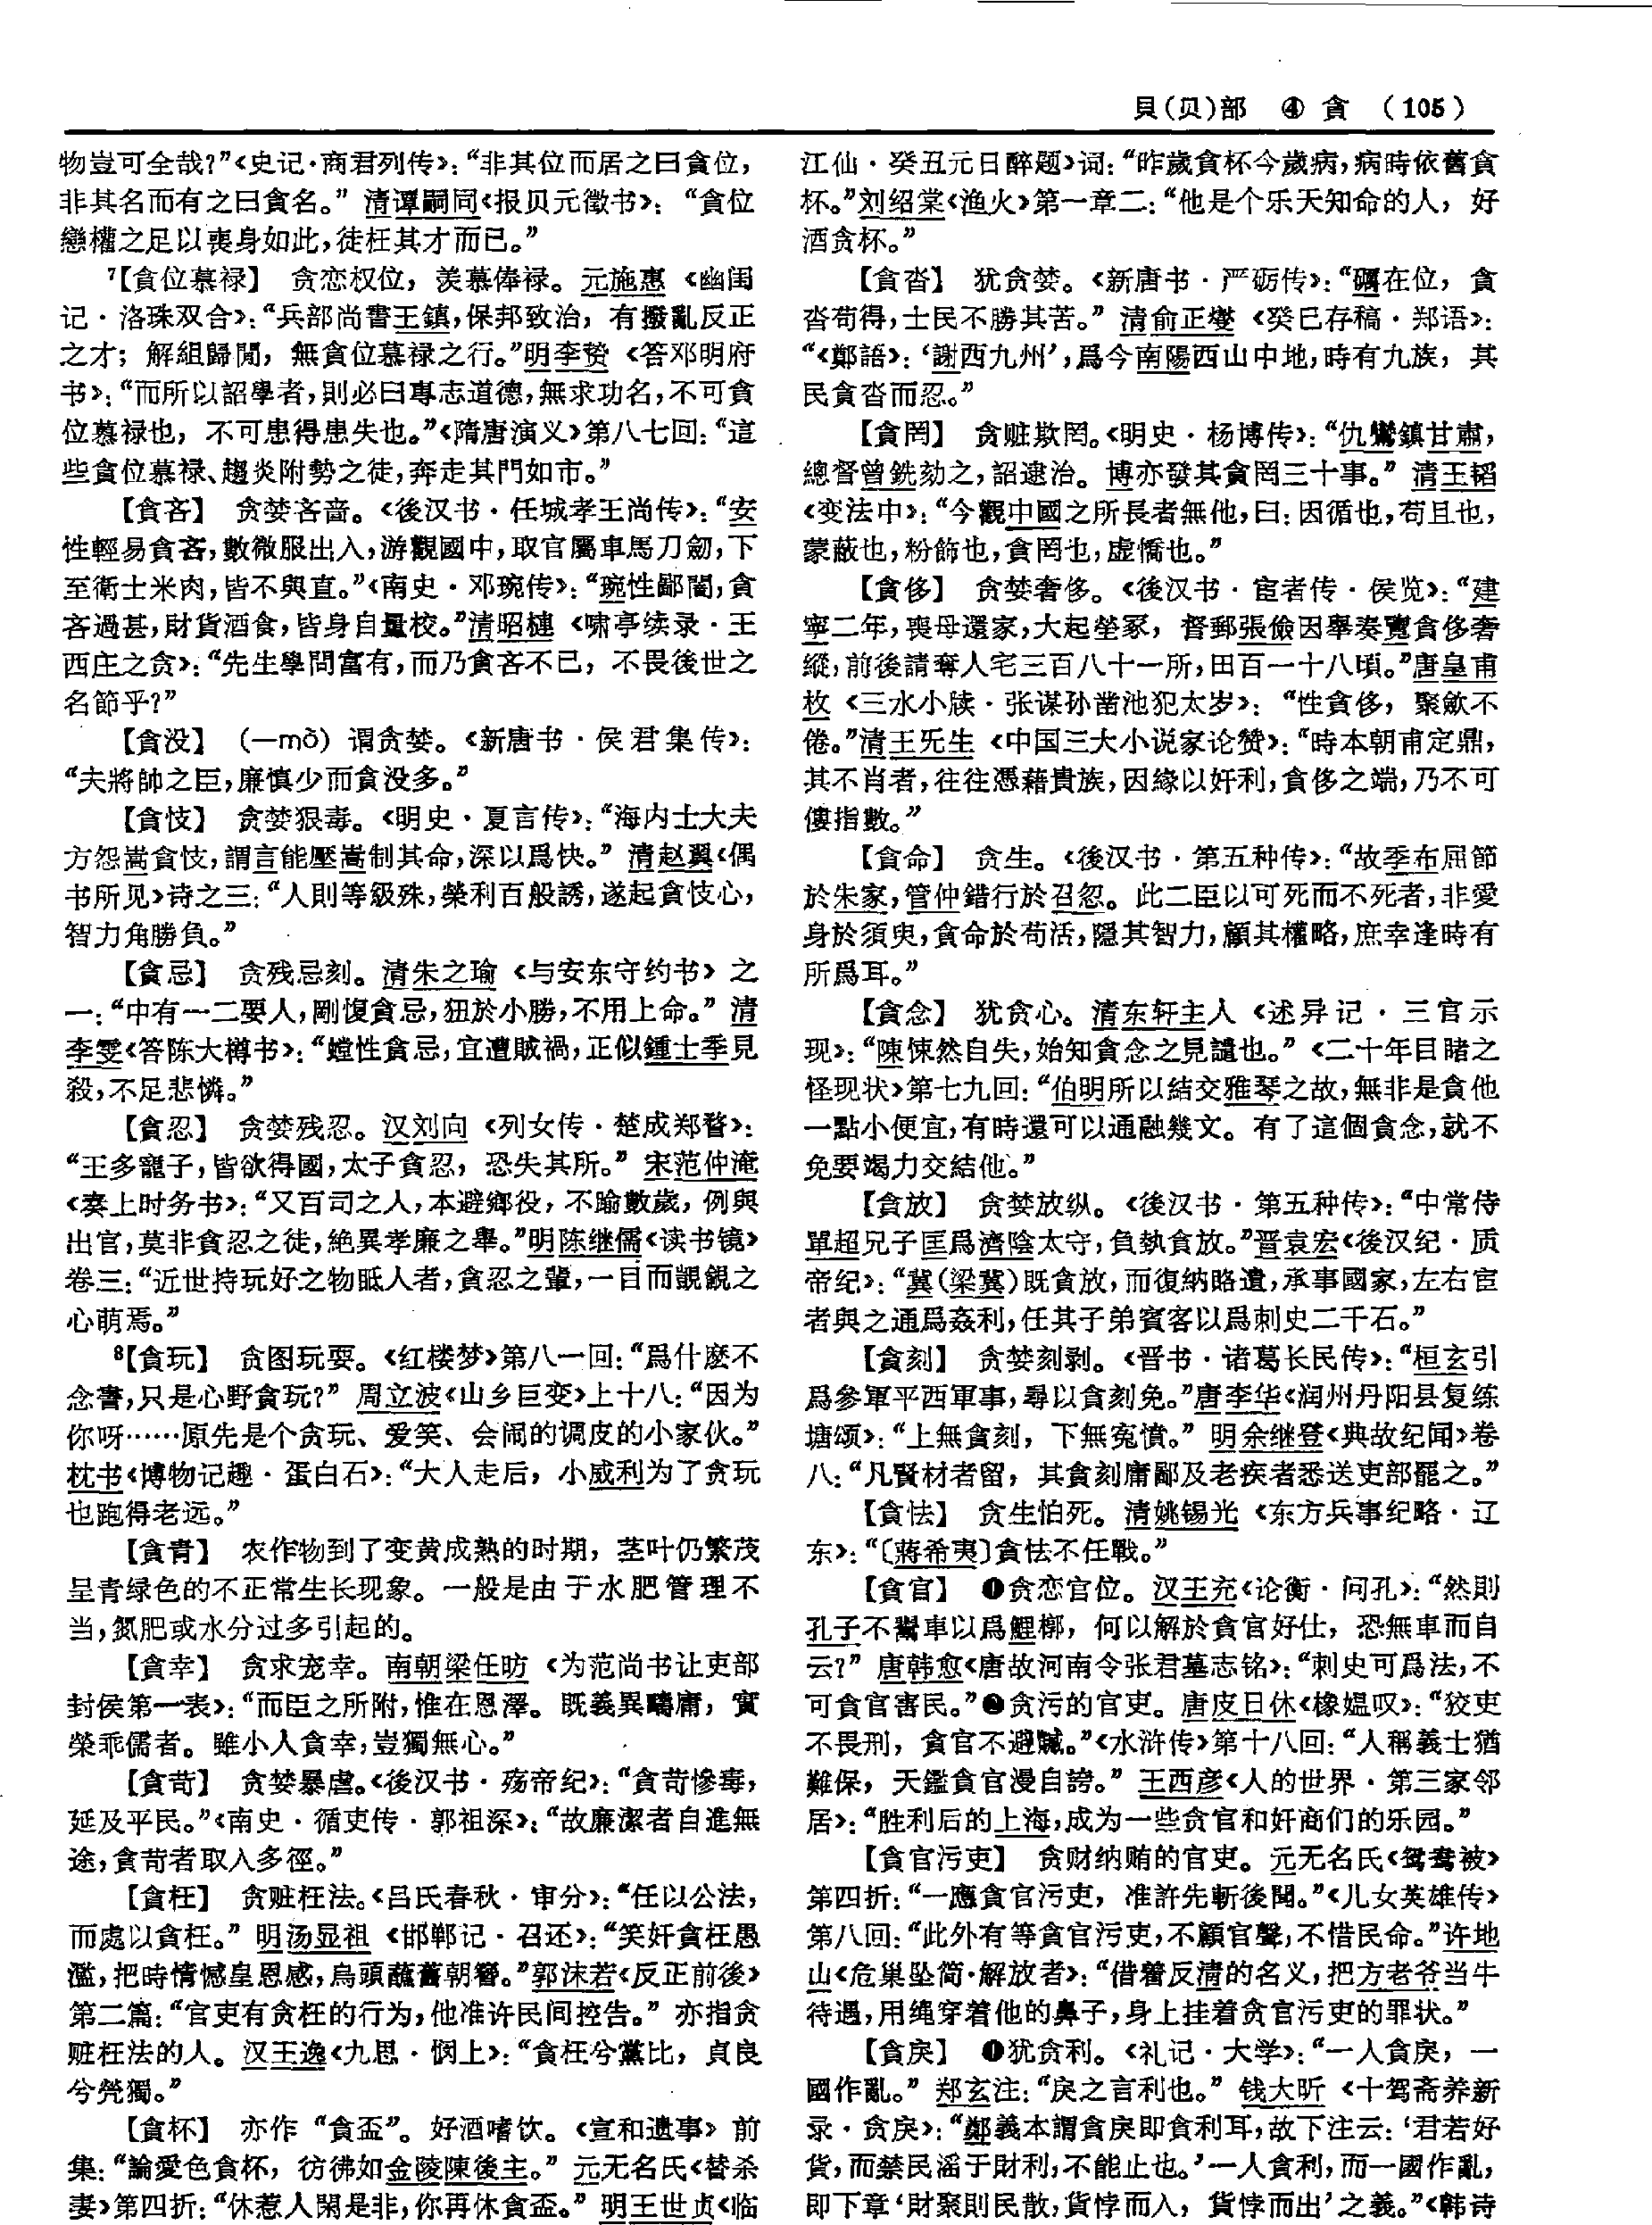 貝(贝)部 ④ 貪 (105)
物豈可全哉?”《史记·商君列传》:“非其位而居之曰貪位,
非其名而有之曰貪名。” 清谭嗣同《报贝元徵书》: “貪位
戀權之足以喪身如此,徒枉其才而已。”
7【貪位慕禄】 贪恋权位,羡慕俸禄。元施惠《幽闺
记·洛珠双合》:“兵部尚書王鎮,保邦致治,有撥亂反正
之才;解組歸閒,無貪位慕禄之行。”明李贽《答邓明府
书》:“而所以詔學者,則必曰專志道德,無求功名,不可貪
位慕禄也,不可患得患失也。”《隋唐演义》第八七回:“這
些貪位慕禄、趨炎附勢之徒,奔走其門如市。”
【貪吝】 贪婪吝啬。《後汉书·任城孝王尚传》:“安
性輕易貪吝,數微服出入,游觀國中,取官屬車馬刀劒,下
至衛士米肉,皆不與直。”《南史·邓琬传》:“琬性鄙闇,貪
吝過甚,財貨酒食,皆身自量校。”清昭槤《啸亭续录·王
西庄之贪》:“先生學問富有,而乃貪吝不已,不畏後世之
名節乎?”
【貪没】 (—mò) 谓贪婪。《新唐书·侯君集传》:
“夫將帥之臣,廉慎少而貪没多。”
【貪忮】 贪婪狠毒。《明史·夏言传》:“海内士大夫
方怨嵩貪忮,謂言能壓嵩制其命,深以爲快。” 清赵翼《偶
书所见》诗之三:“人則等級殊,榮利百般誘,遂起貪忮心,
智力角勝負。”
【貪忌】 贪残忌刻。清朱之瑜《与安东守约书》之
一:“中有一二要人,剛愎貪忌,狃於小勝,不用上命。” 清
李雯《答陈大樽书》:“螳性貪忌,宜遭戝禍,正似鍾士季見
殺,不足悲憐。”
【貪忍】 贪婪残忍。汉刘向《列女传·楚成郑瞀》:
“王多寵子,皆欲得國,太子貪忍,恐失其所。” 宋范仲淹
《奏上时务书》:“又百司之人,本避鄉役,不踰數歲,例與
出官,莫非貪忍之徒,絶異孝廉之舉。”明陈继儒《读书镜》
卷三:“近世持玩好之物眡人者,貪忍之輩,一目而覬覦之
心萌焉。”
8【貪玩】 贪图玩耍。《红楼梦》第八一回:“爲什麽不
念書,只是心野貪玩?” 周立波《山乡巨变》上十八:“因为
你呀……原先是个贪玩、爱笑、会闹的调皮的小家伙。”
枕书《博物记趣·蛋白石》:“大人走后,小威利为了贪玩
也跑得老远。”
【貪青】 农作物到了变黄成熟的时期,茎叶仍繁茂
呈青绿色的不正常生长现象。一般是由于水肥管理不
当,氮肥或水分过多引起的。
【貪幸】 贪求宠幸。南朝梁任昉《为范尚书让吏部
封侯第一表》:“而臣之所附,惟在恩澤。既義異疇庸,實
榮乖儒者。雖小人貪幸,豈獨無心。”
【貪苛】 贪婪暴虐。《後汉书·殇帝纪》:“貪苛慘毒,
延及平民。”《南史·循吏传·郭祖深》:“故廉潔者自進無
途,貪苛者取入多徑。”
【貪枉】 贪赃枉法。《吕氏春秋·审分》:“任以公法,
而處以貪枉。” 明汤显祖《邯郸记·召还》:“笑奸貪枉愚
濫,把時情憾皇恩感,烏頭蘸舊朝簪。”郭沫若《反正前後》
第二篇:“官吏有贪枉的行为,他准许民间控告。” 亦指贪
赃枉法的人。汉王逸《九思·悯上》:“貪枉兮黨比,貞良
兮煢獨。”
【貪杯】 亦作“貪盃”。好酒嗜饮。《宣和遗事》前
集:“論愛色貪杯,彷彿如金陵陳後主。” 元无名氏《替杀
妻》第四折:“休惹人閑是非,你再休貪盃。” 明王世贞《临
江仙·癸丑元日醉题》词:“昨歲貪杯今歲病,病時依舊貪
杯。”刘绍棠《渔火》第一章二:“他是个乐天知命的人,好
酒贪杯。”
【貪沓】 犹贪婪。《新唐书·严砺传》:“礪在位,貪
沓苟得,士民不勝其苦。” 清俞正燮《癸巳存稿·郑语》:
“《鄭語》:‘謝西九州’,爲今南陽西山中地,時有九族,其
民貪沓而忍。”
【貪罔】 贪赃欺罔。《明史·杨博传》:“仇鸞鎮甘肅,
總督曾銑劾之,詔逮治。博亦發其貪罔三十事。” 清王韬
《变法中》:“今觀中國之所長者無他,曰:因循也,苟且也,
蒙蔽也,粉飾也,貪罔也,虚憍也。”
【貪侈】 贪婪奢侈。《後汉书·宦者传·侯览》:“建
寧二年,喪母還家,大起塋冢,督郵張儉因舉奏覽貪侈奢
縱,前後請奪人宅三百八十一所,田百一十八頃。”唐皇甫
枚《三水小牍·张谋孙凿池犯太岁》: “性貪侈,聚歛不
倦。”清王旡生《中国三大小说家论赞》:“時本朝甫定鼎,
其不肖者,往往憑藉貴族,因緣以奸利,貪侈之端,乃不可
僂指數。”
【貪命】 贪生。《後汉书·第五种传》:“故季布屈節
於朱家,管仲錯行於召忽。此二臣以可死而不死者,非愛
身於須臾,貪命於苟活,隱其智力,顧其權略,庶幸逢時有
所爲耳。”
【貪念】 犹贪心。清东轩主人《述异记·三官示
现》:“陳悚然自失,始知貪念之見譴也。”《二十年目睹之
怪现状》第七九回:“伯明所以結交雅琴之故,無非是貪他
一點小便宜,有時還可以通融幾文。有了這個貪念,就不
免要竭力交結他。”
【貪放】 贪婪放纵。《後汉书·第五种传》:“中常侍
單超兄子匡爲濟陰太守,負埶貪放。”晋袁宏《後汉纪·质
帝纪》:“冀(梁冀)既貪放,而復納賂遺,承事國家,左右宦
者與之通爲姦利,任其子弟賓客以爲刺史二千石。”
【貪刻】 贪婪刻剥。《晋书·诸葛长民传》:“桓玄引
爲參軍平西軍事,尋以貪刻免。”唐李华《润州丹阳县复练
塘颂》:“上無貪刻,下無冤憤。” 明余继登《典故纪闻》卷
八:“凡賢材者留,其貪刻庸鄙及老疾者悉送吏部罷之。”
【貪怯】 贪生怕死。清姚锡光《东方兵事纪略·辽
东》:“〔蔣希夷〕貪怯不任戰。”
【貪官】 ❶贪恋官位。汉王充《论衡·问孔》:“然則
孔子不鬻車以爲鯉槨,何以解於貪官好仕,恐無車而自
云?” 唐韩愈《唐故河南令张君墓志铭》:“刺史可爲法,不
可貪官害民。”❷贪污的官吏。唐皮日休《橡媪叹》:“狡吏
不畏刑,貪官不避贓。”《水浒传》第十八回:“人稱義士猶
難保,天鑑貪官漫自誇。” 王西彦《人的世界·第三家邻
居》:“胜利后的上海,成为一些贪官和奸商们的乐园。”
【貪官污吏】 贪财纳贿的官吏。元无名氏《鸳鸯被》
第四折:“一應貪官污吏,准許先斬後聞。”《儿女英雄传》
第八回:“此外有等貪官污吏,不顧官聲,不惜民命。”许地
山《危巢坠简·解放者》:“借着反清的名义,把方老爷当牛
待遇,用绳穿着他的鼻子,身上挂着贪官污吏的罪状。”
【貪戾】 ❶犹贪利。《礼记·大学》:“一人貪戾,一
國作亂。” 郑玄注:“戾之言利也。” 钱大昕《十驾斋养新
录·贪戾》:“鄭義本謂貪戾即貪利耳,故下注云:‘君若好
貨,而禁民滛于財利,不能止也。’一人貪利,而一國作亂,
即下章‘財聚則民散,貨悖而入,貨悖而出’之義。”《韩诗